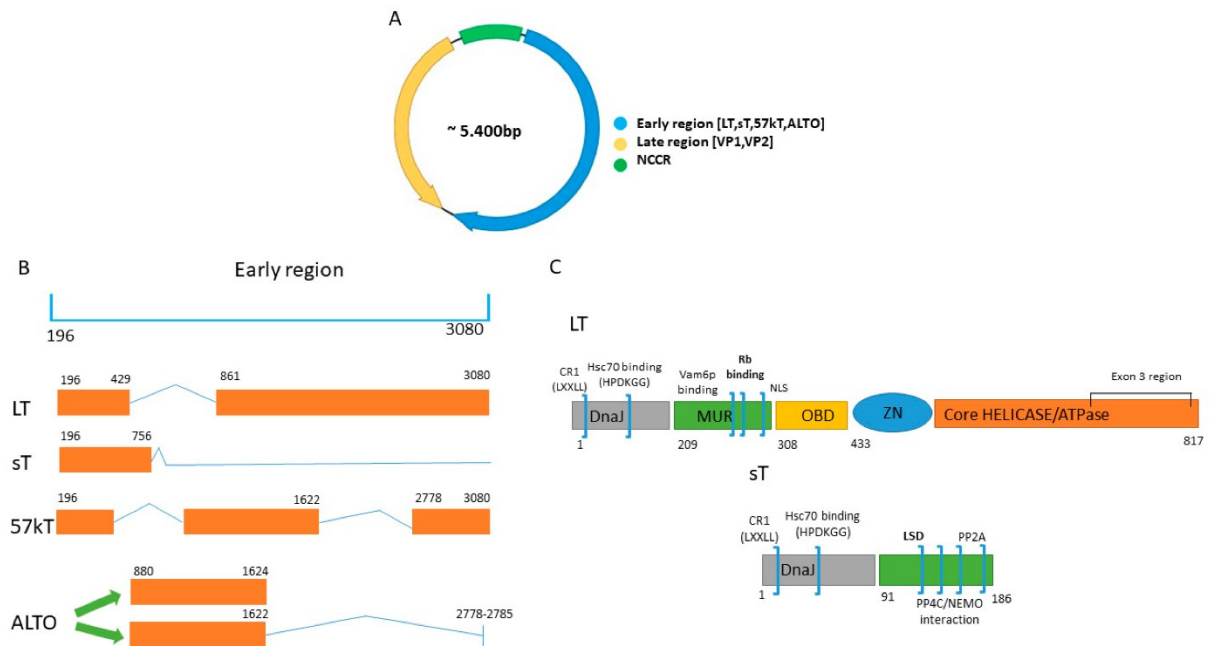 A
~ 5.400bp
Early region [LT,sT,57kT,ALTO]
Late region [VP1,VP2]
NCCR
B
Early region
196
3080
LT
196
429
861
3080
sT
196
756
57kT
196
1622
2778
3080
ALTO
880
1624
1622
2778-2785
C
LT
CR1
(LXXLL)
Hsc70 binding
(HPDKGG)
Vam6p
binding
Rb
binding
NLS
Exon 3 region
DnaJ
MUR
OBD
ZN
Core HELICASE/ATPase
1
209
308
433
817
sT
CR1
(LXXLL)
Hsc70 binding
(HPDKGG)
LSD
PP2A
DnaJ
1
91
PP4C/NEMO
interaction
186